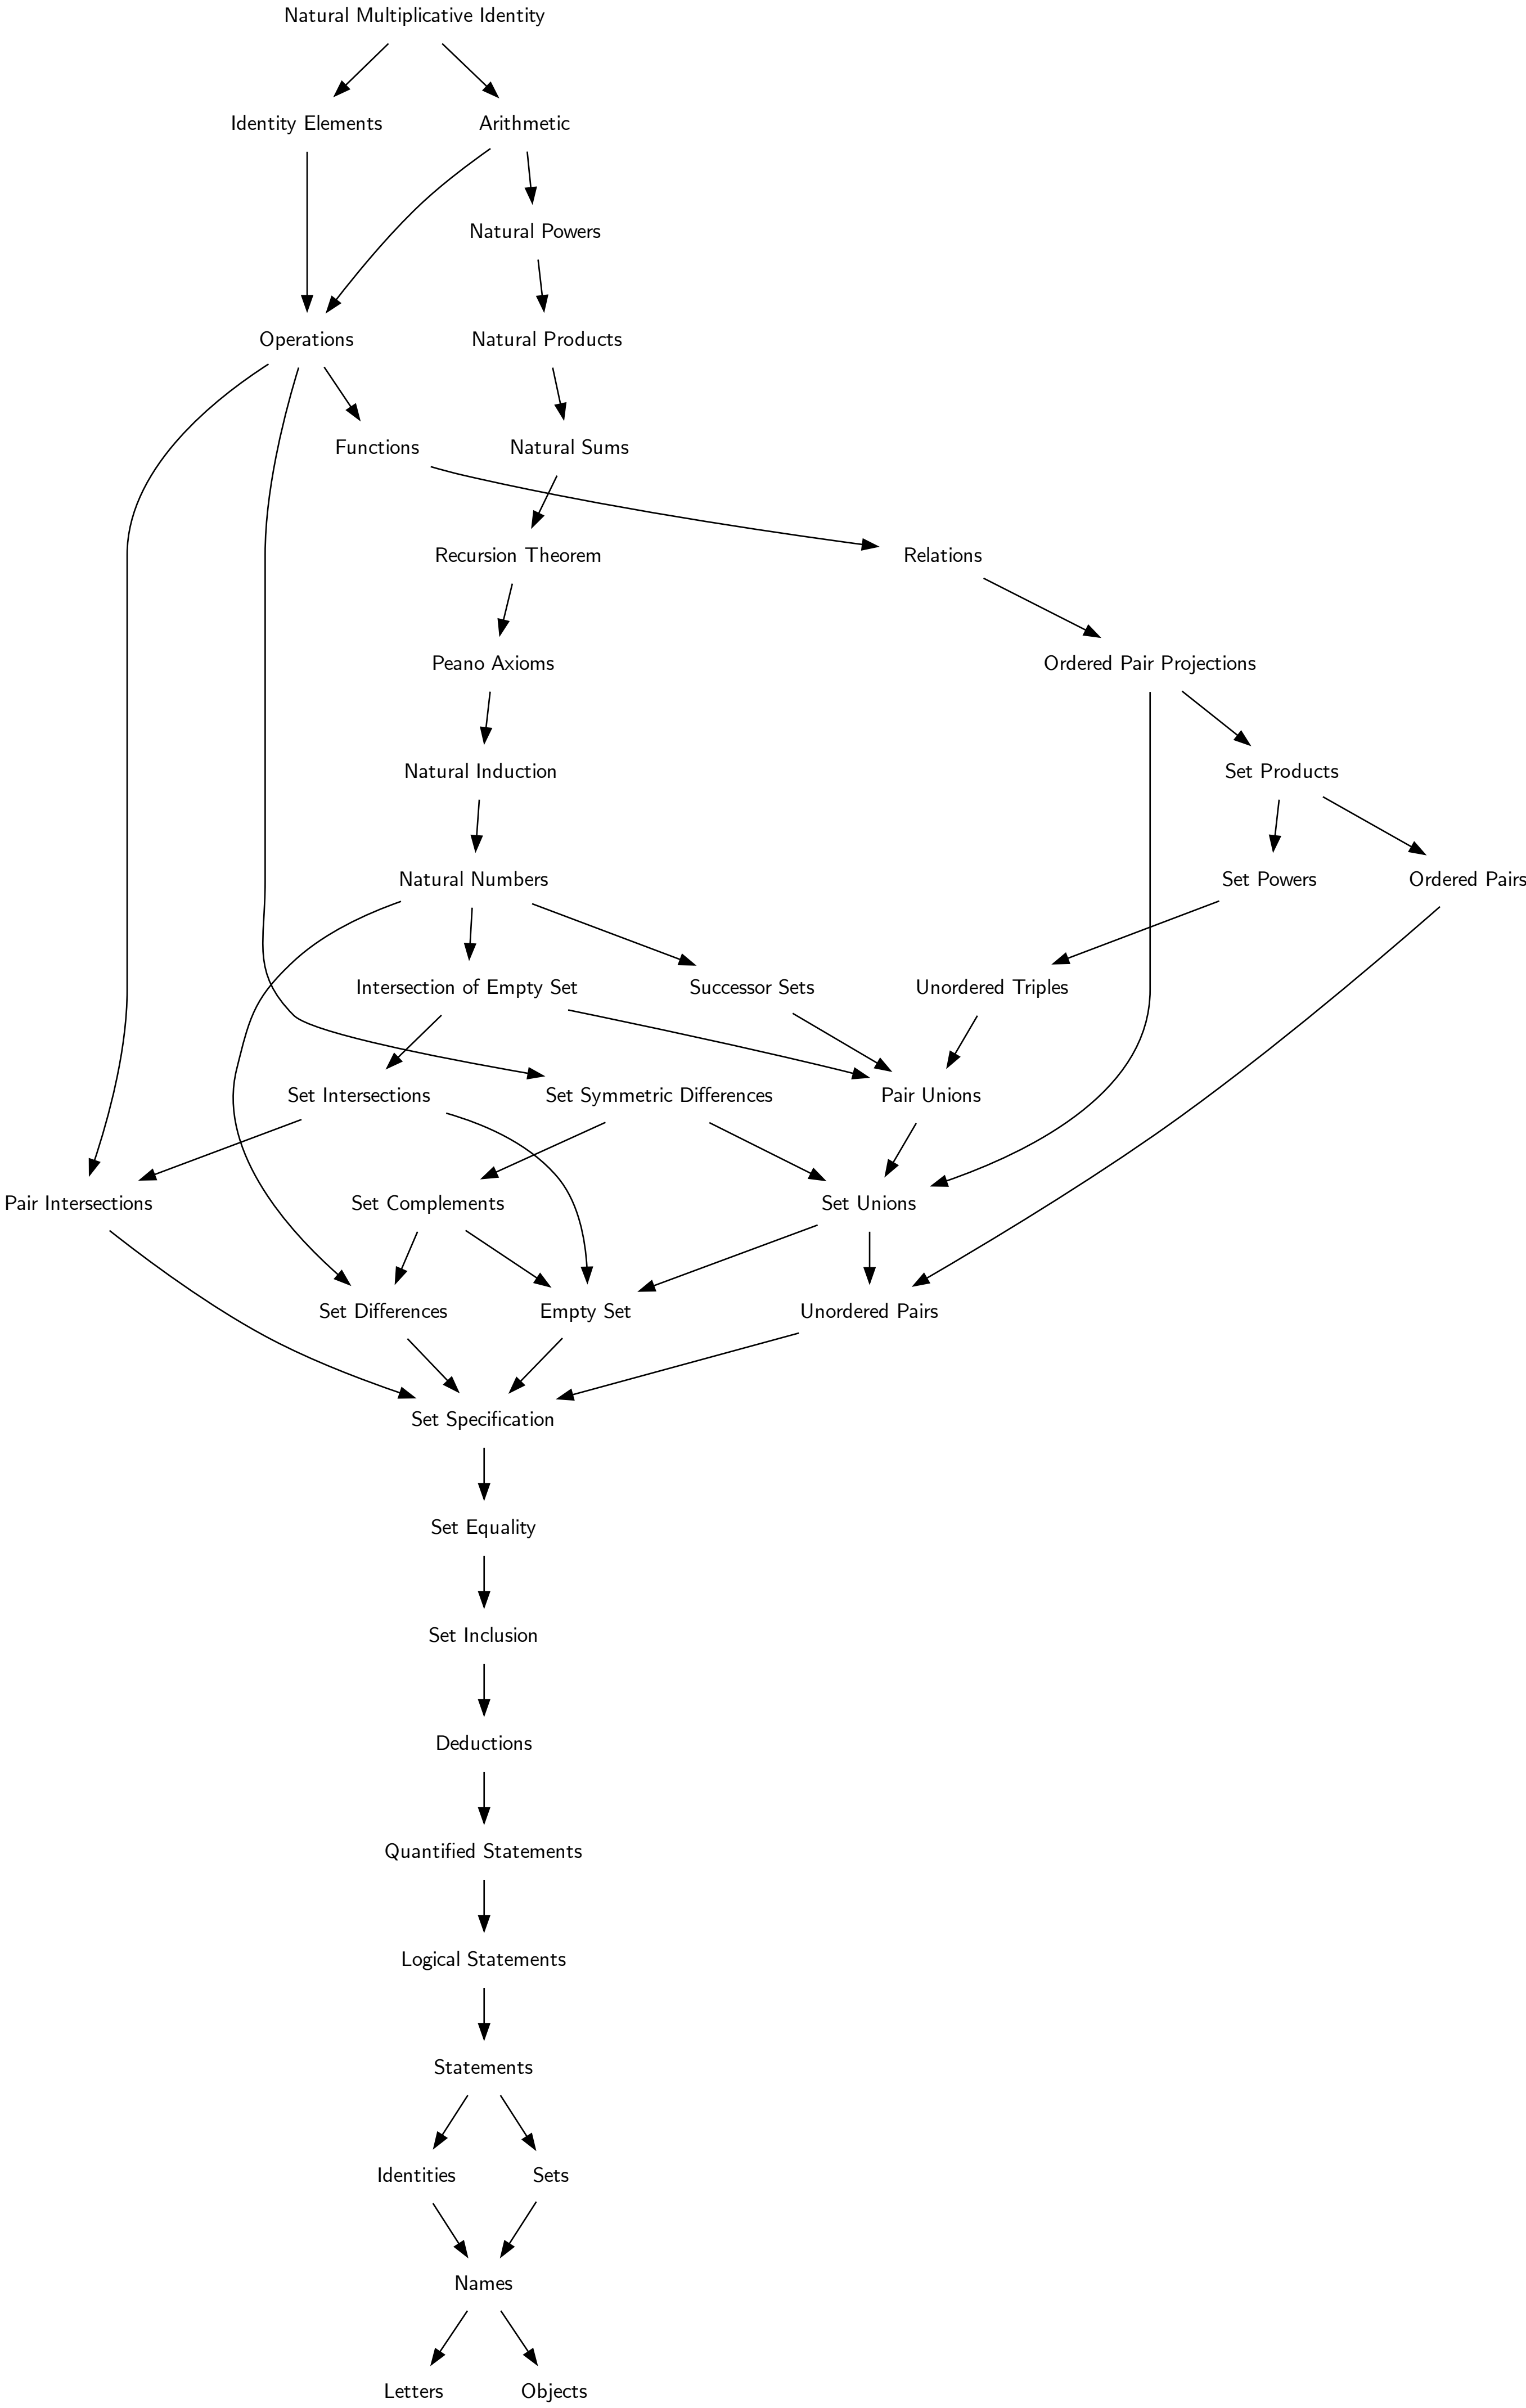 Natural Multiplicative Identity
Identity Elements
Arithmetic
Natural Powers
Operations
Natural Products
Functions
Natural Sums
Recursion Theorem
Relations
Peano Axioms
Ordered Pair Projections
Natural Induction
Set Products
Natural Numbers
Set Powers
Ordered Pairs
Intersection of Empty Set
Successor Sets
Unordered Triples
Set Intersections
Set Symmetric Differences
Pair Unions
Pair Intersections
Set Complements
Set Unions
Set Differences
Empty Set
Unordered Pairs
Set Specification
Set Equality
Set Inclusion
Deductions
Quantified Statements
Logical Statements
Statements
Identities
Sets
Names
Letters
Objects